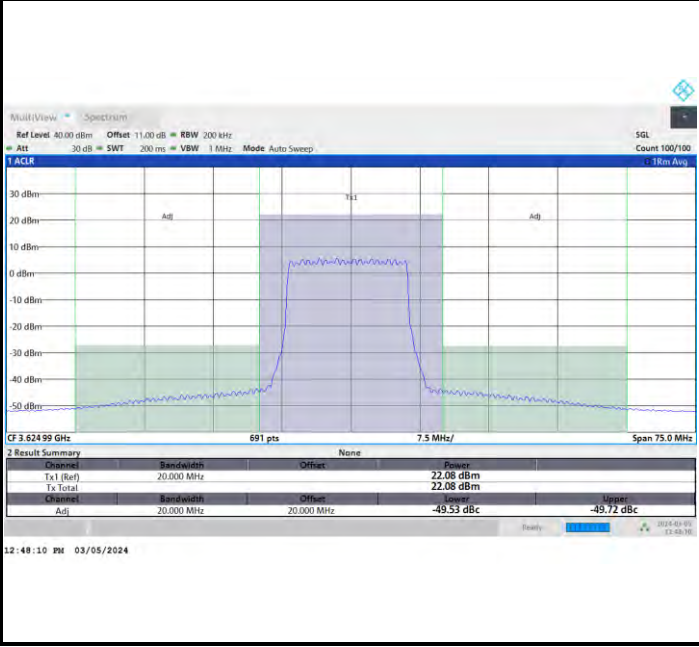 MultiView Spectrum
Ref Level 40.00 dBm Offset 11.00 dB RBW 200 kHz SGL
Att 30 dB SWT 200 ms VBW 1 MHz Mode Auto Sweep Count 100/100
1 ACLR 1Rm Avg
Tx1
30 dBm
Adj Adj
20 dBm
10 dBm
0 dBm
-10 dBm
-20 dBm
-30 dBm
-40 dBm
-50 dBm
CF 3.624 99 GHz 691 pts 7.5 MHz/ Span 75.0 MHz
2 Result Summary None
Channel Bandwidth Offset Power
Tx1 (Ref) 20.000 MHz 22.08 dBm
Tx Total 22.08 dBm
Channel Bandwidth Offset Lower Upper
Adj 20.000 MHz 20.000 MHz -49.53 dBc -49.72 dBc
Ready 2024-03-05
12:48:10
12:48:10 PM 03/05/2024